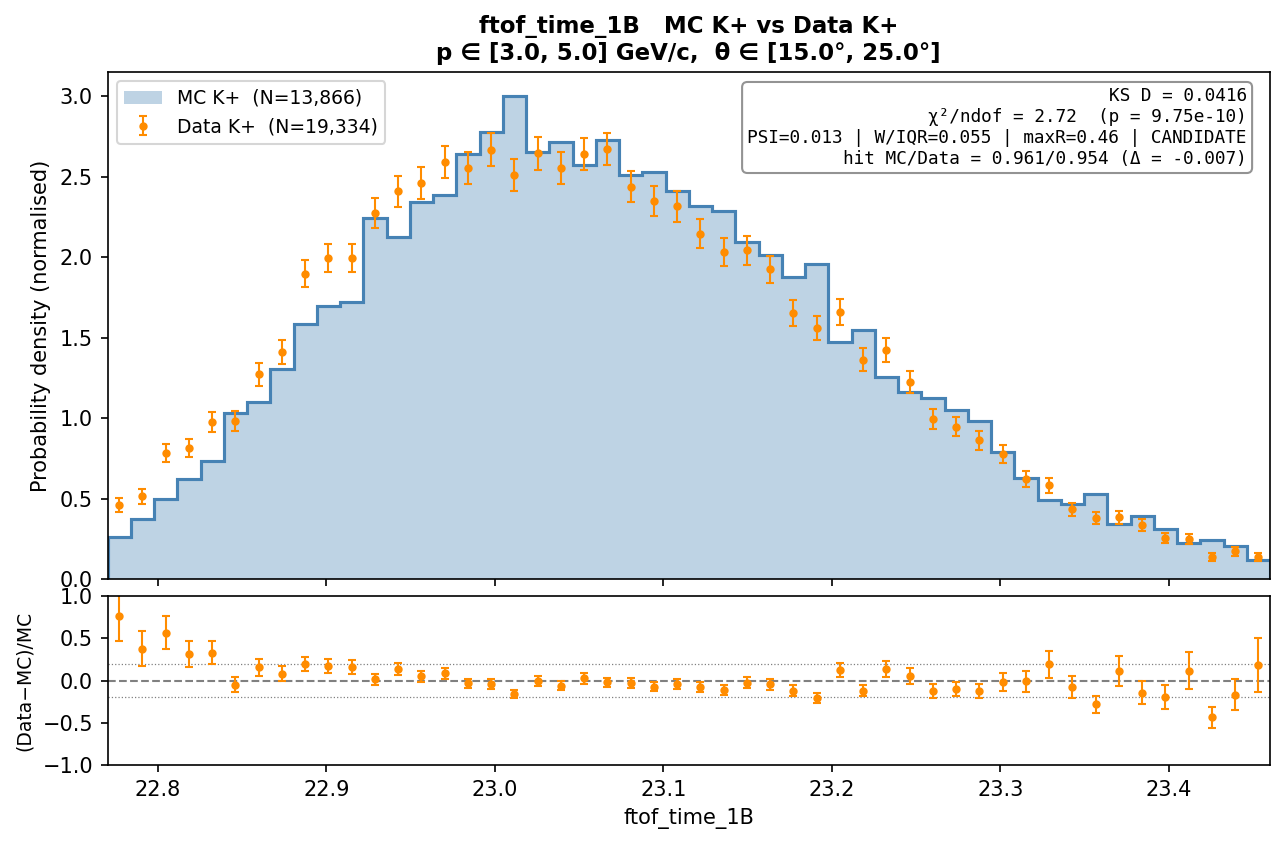 ftof_time_1B   MC K+ vs Data K+
p ∈ [3.0, 5.0] GeV/c,  θ ∈ [15.0°, 25.0°]
MC K+  (N=13,866)
Data K+  (N=19,334)
KS D = 0.0416
χ²/ndof = 2.72  (p = 9.75e-10)
PSI=0.013 | W/IQR=0.055 | maxR=0.46 | CANDIDATE
hit MC/Data = 0.961/0.954 (Δ = -0.007)
Probability density (normalised)
3.0
2.5
2.0
1.5
1.0
0.5
0.0
(Data−MC)/MC
1.0
0.5
0.0
−0.5
−1.0
22.8
22.9
23.0
23.1
23.2
23.3
23.4
ftof_time_1B